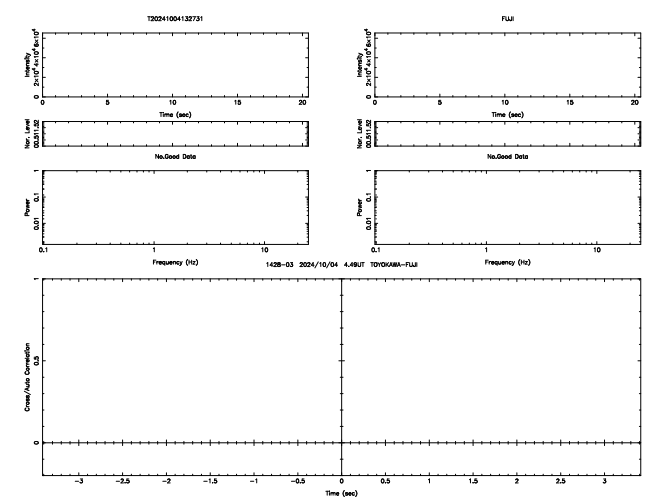 T20241004132731
FUJI
Intensity
0 2×10⁴ 4×10⁴ 6×10⁴
0 5 10 15 20
Time (sec)
Intensity
0 2×10⁴ 4×10⁴ 6×10⁴
0 5 10 15 20
Time (sec)
Nor. Level
00.511.52
No.Good Data
Nor. Level
00.511.52
No.Good Data
Power
0.01 0.1 1
0.1 1 10
Frequency (Hz)
Power
0.01 0.1 1
0.1 1 10
Frequency (Hz)
1428-03 2024/10/04 4.49UT TOYOKAWA-FUJI
Cross/Auto Correlation
0 0.5 1
-3 -2.5 -2 -1.5 -1 -0.5 0 0.5 1 1.5 2 2.5 3
Time (sec)